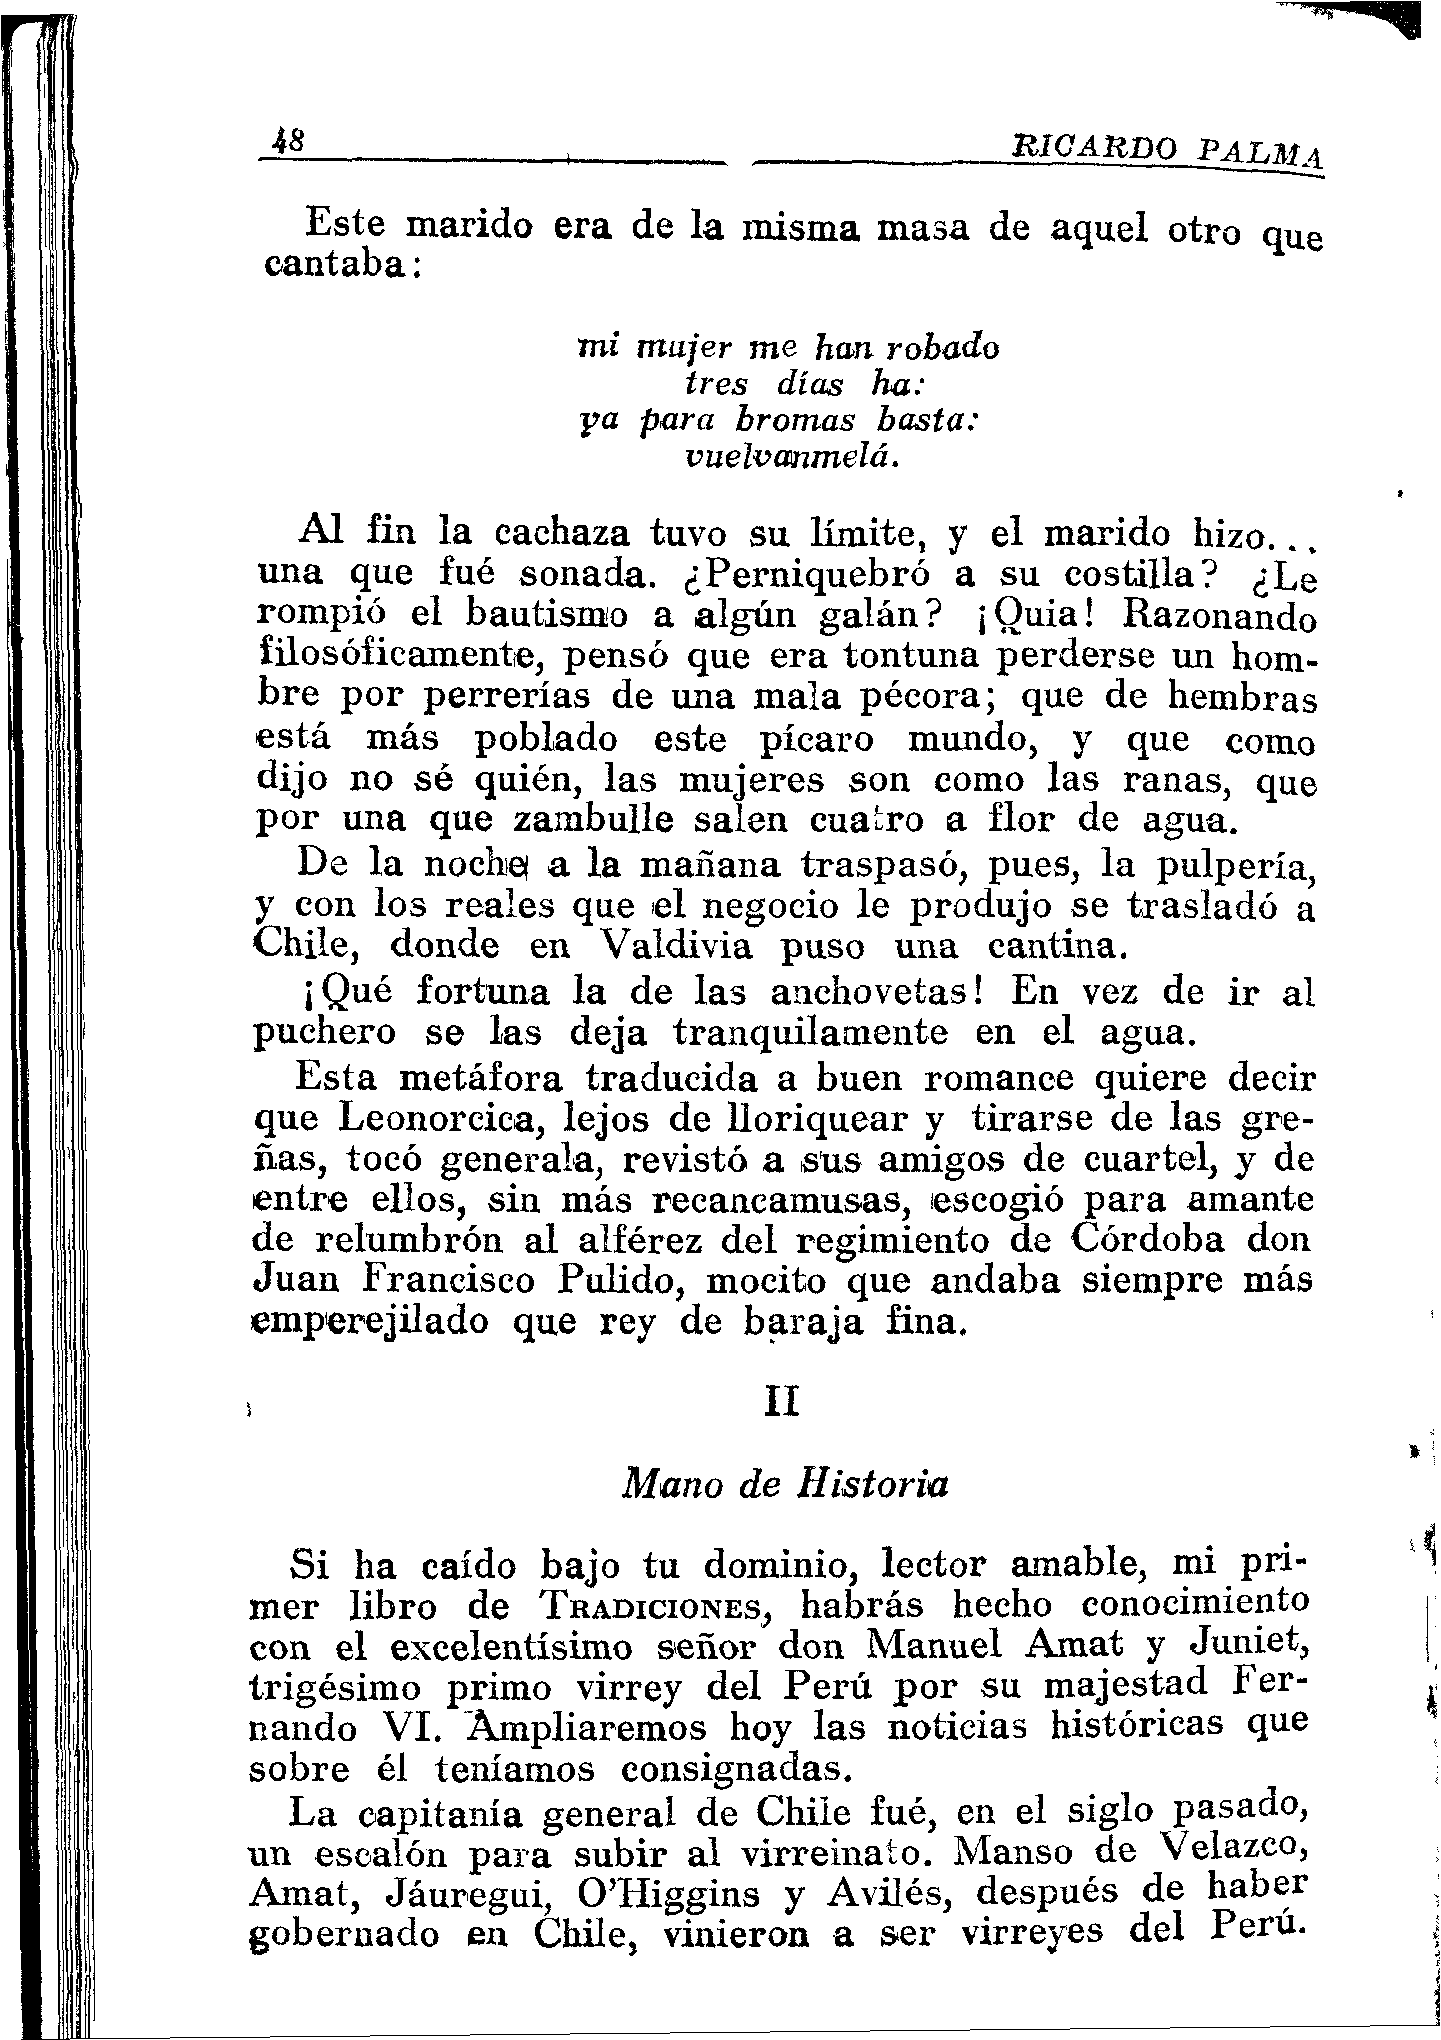 48 RICARDO PALMA
Este marido era de la misma masa de aquel otro que
cantaba:
mi mujer me han robado
tres días ha:
ya para bromas basta:
vuelvanmelá.
Al fin la cachaza tuvo su límite, y el marido hizo...
una que fué sonada. ¿Perniquebró a su costilla? ¿Le
rompió el bautismo a algún galán? ¡Quia! Razonando
filosóficamente, pensó que era tontuna perderse un hom-
bre por perrerías de una mala pécora; que de hembras
está más poblado este pícaro mundo, y que como
dijo no sé quién, las mujeres son como las ranas, que
por una que zambulle salen cuatro a flor de agua.
De la noche a la mañana traspasó, pues, la pulpería,
y con los reales que el negocio le produjo se trasladó a
Chile, donde en Valdivia puso una cantina.
¡Qué fortuna la de las anchovetas! En vez de ir al
puchero se las deja tranquilamente en el agua.
Esta metáfora traducida a buen romance quiere decir
que Leonorcica, lejos de lloriquear y tirarse de las gre-
ñas, tocó generala, revistó a sus amigos de cuartel, y de
entre ellos, sin más recancamusas, escogió para amante
de relumbrón al alférez del regimiento de Córdoba don
Juan Francisco Pulido, mocito que andaba siempre más
emperejilado que rey de baraja fina.
II
Mano de Historia
Si ha caído bajo tu dominio, lector amable, mi pri-
mer libro de TRADICIONES, habrás hecho conocimiento
con el excelentísimo señor don Manuel Amat y Juniet,
trigésimo primo virrey del Perú por su majestad Fer-
nando VI. Ampliaremos hoy las noticias históricas que
sobre él teníamos consignadas.
La capitanía general de Chile fué, en el siglo pasado,
un escalón para subir al virreinato. Manso de Velazco,
Amat, Jáuregui, O'Higgins y Avilés, después de haber
gobernado en Chile, vinieron a ser virreyes del Perú.